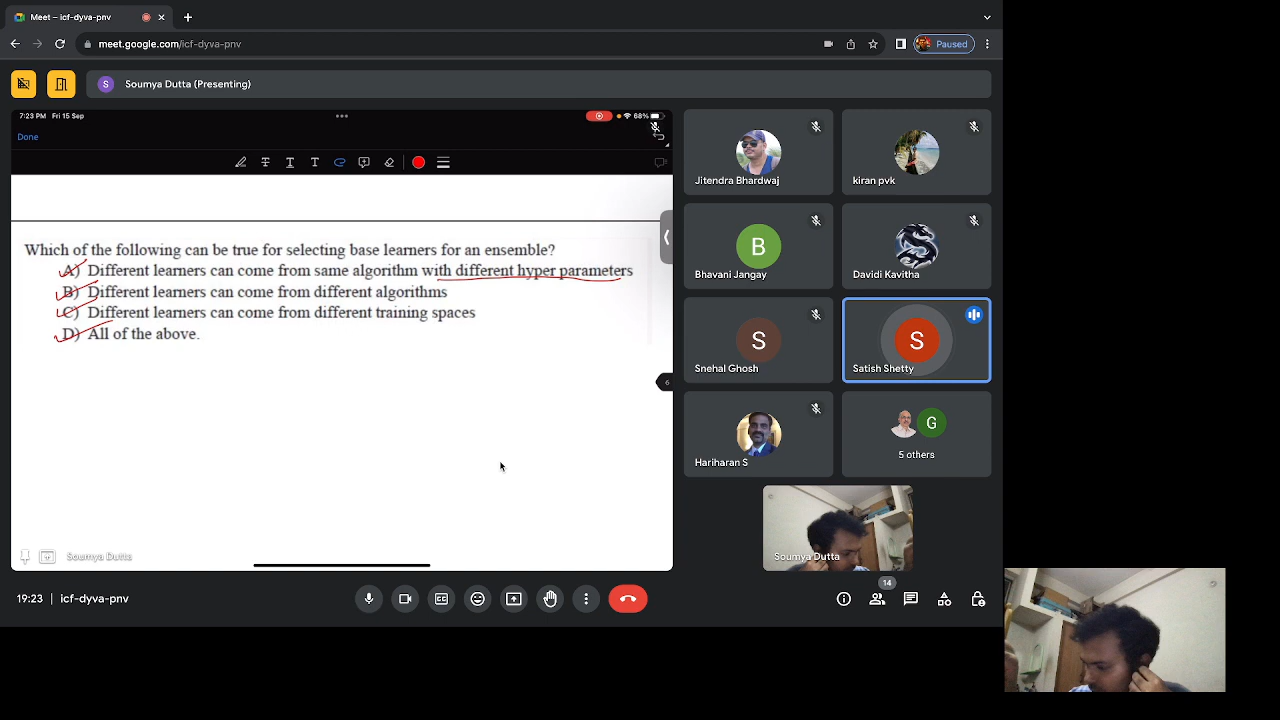 Meet – icf-dyva-pnv
meet.google.com/icf-dyva-pnv
Paused
S
Soumya Dutta (Presenting)
7:23 PM Fri 15 Sep
68%
Done
T T T
Which of the following can be true for selecting base learners for an ensemble?
A) Different learners can come from same algorithm with different hyper parameters
B) Different learners can come from different algorithms
C) Different learners can come from different training spaces
D) All of the above.
6
Soumya Dutta
Jitendra Bhardwaj
kiran pvk
B
Bhavani Jangay
Davidi Kavitha
S
Snehal Ghosh
S
Satish Shetty
Hariharan S
G
5 others
Soumya Dutta
19:23 | icf-dyva-pnv
CC
14